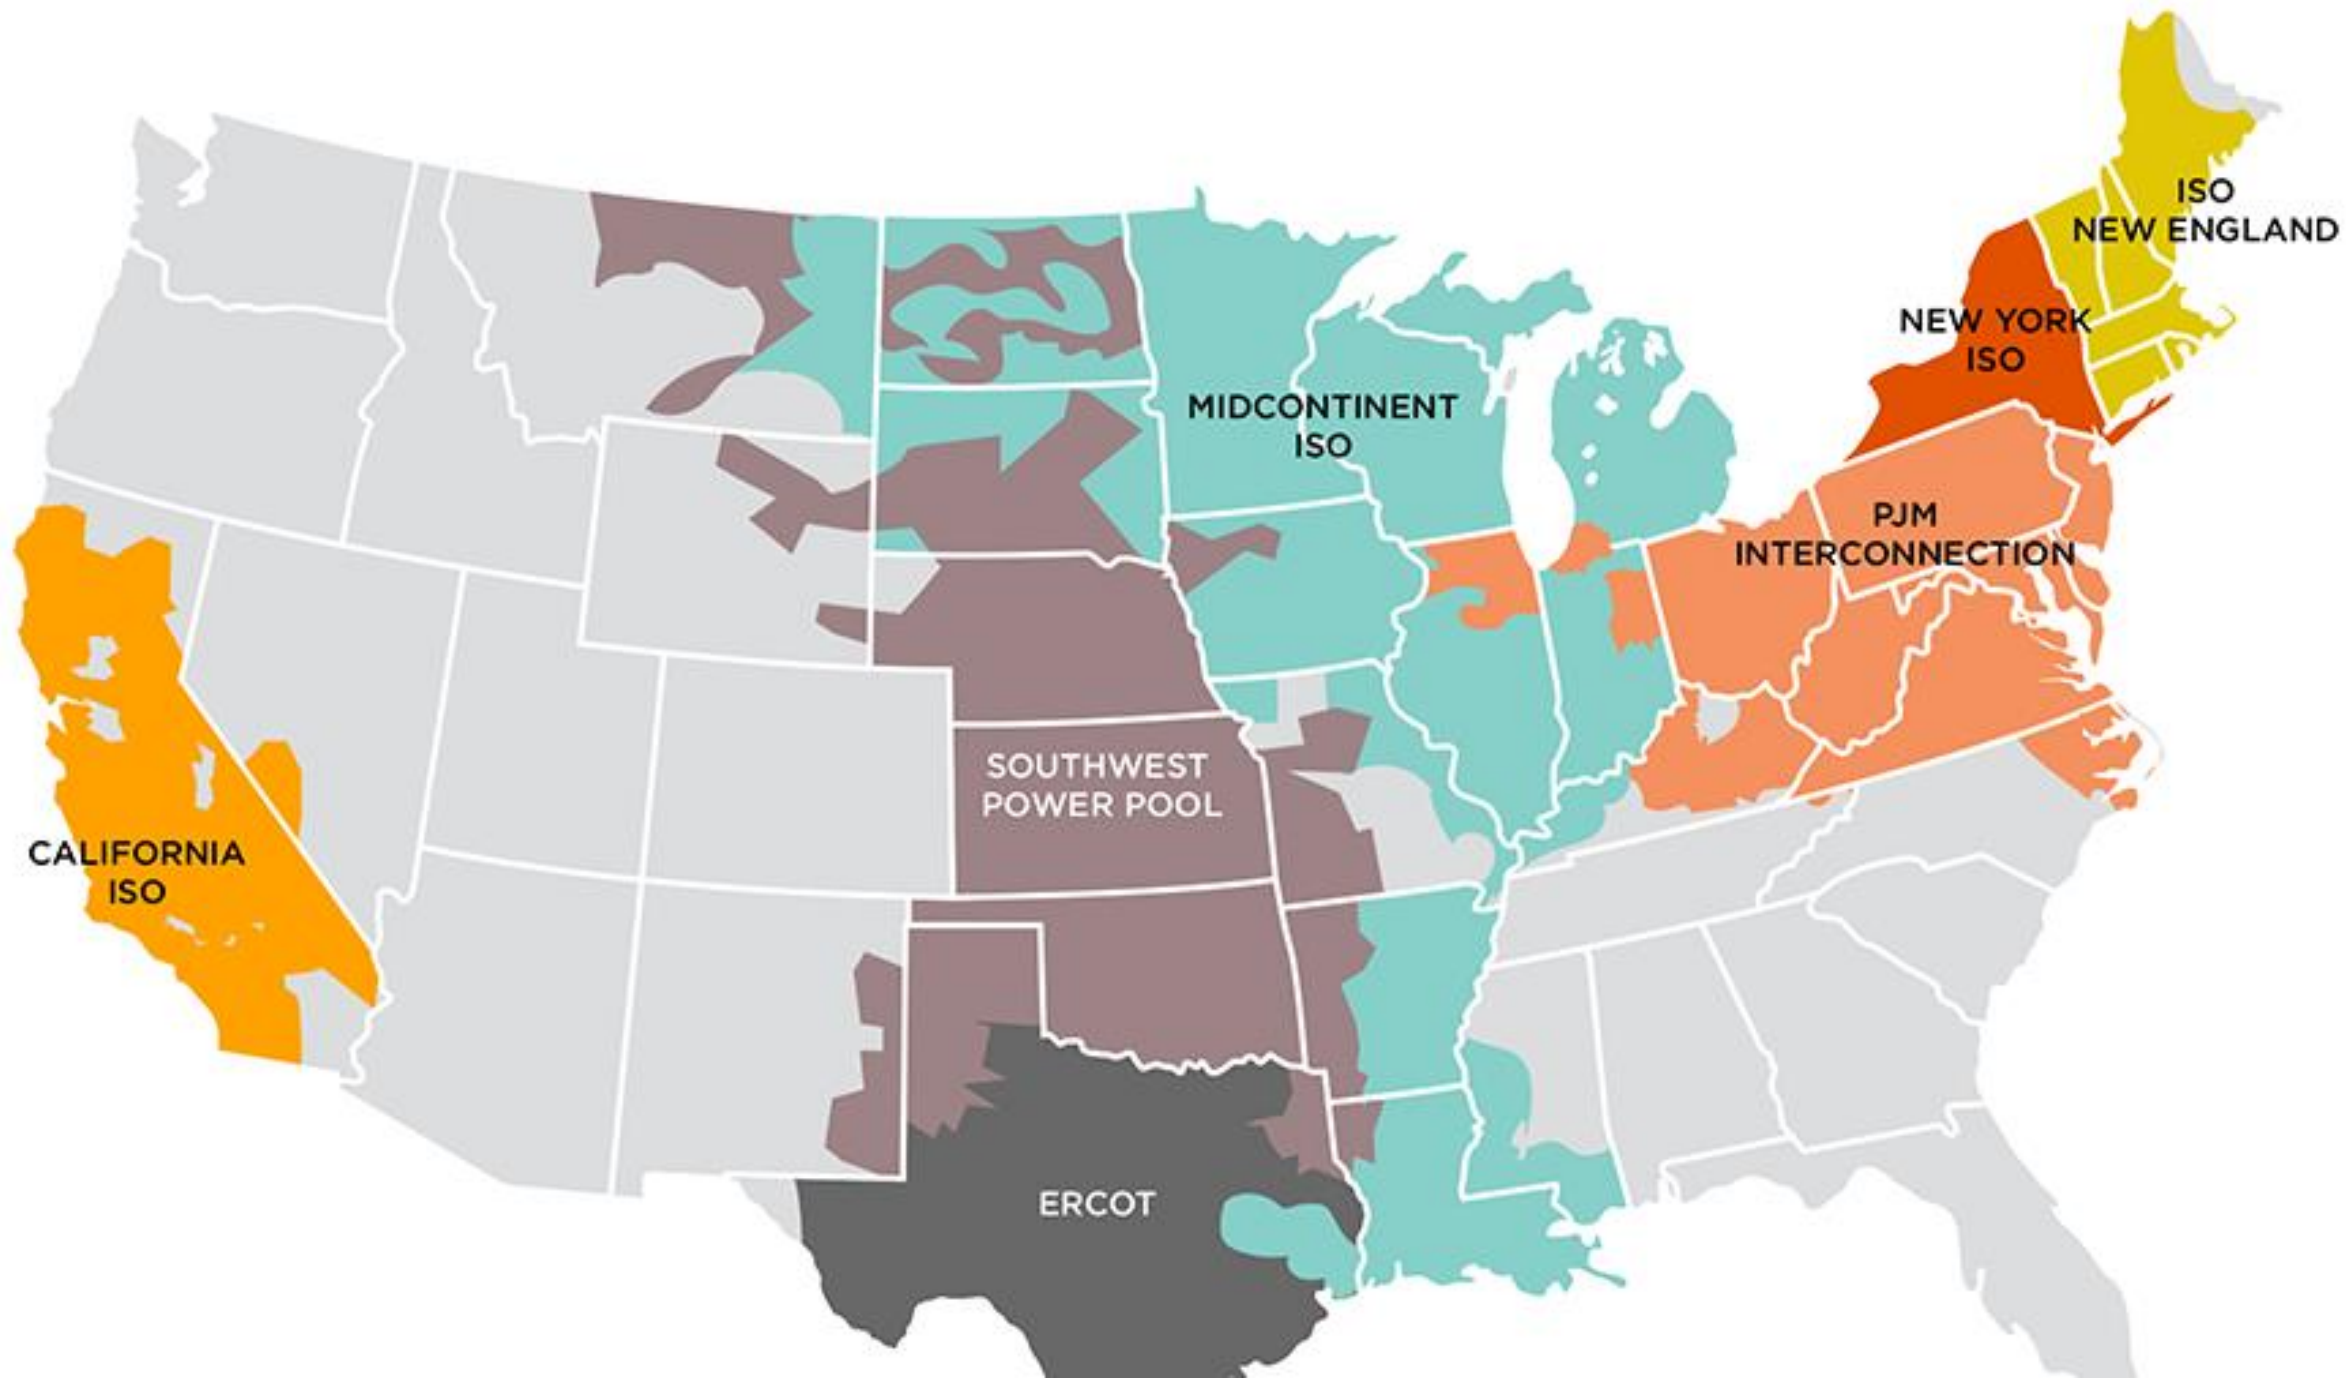 ISO
NEW ENGLAND
NEW YORK
ISO
MIDCONTINENT
ISO
PJM
INTERCONNECTION
SOUTHWEST
POWER POOL
CALIFORNIA
ISO
ERCOT